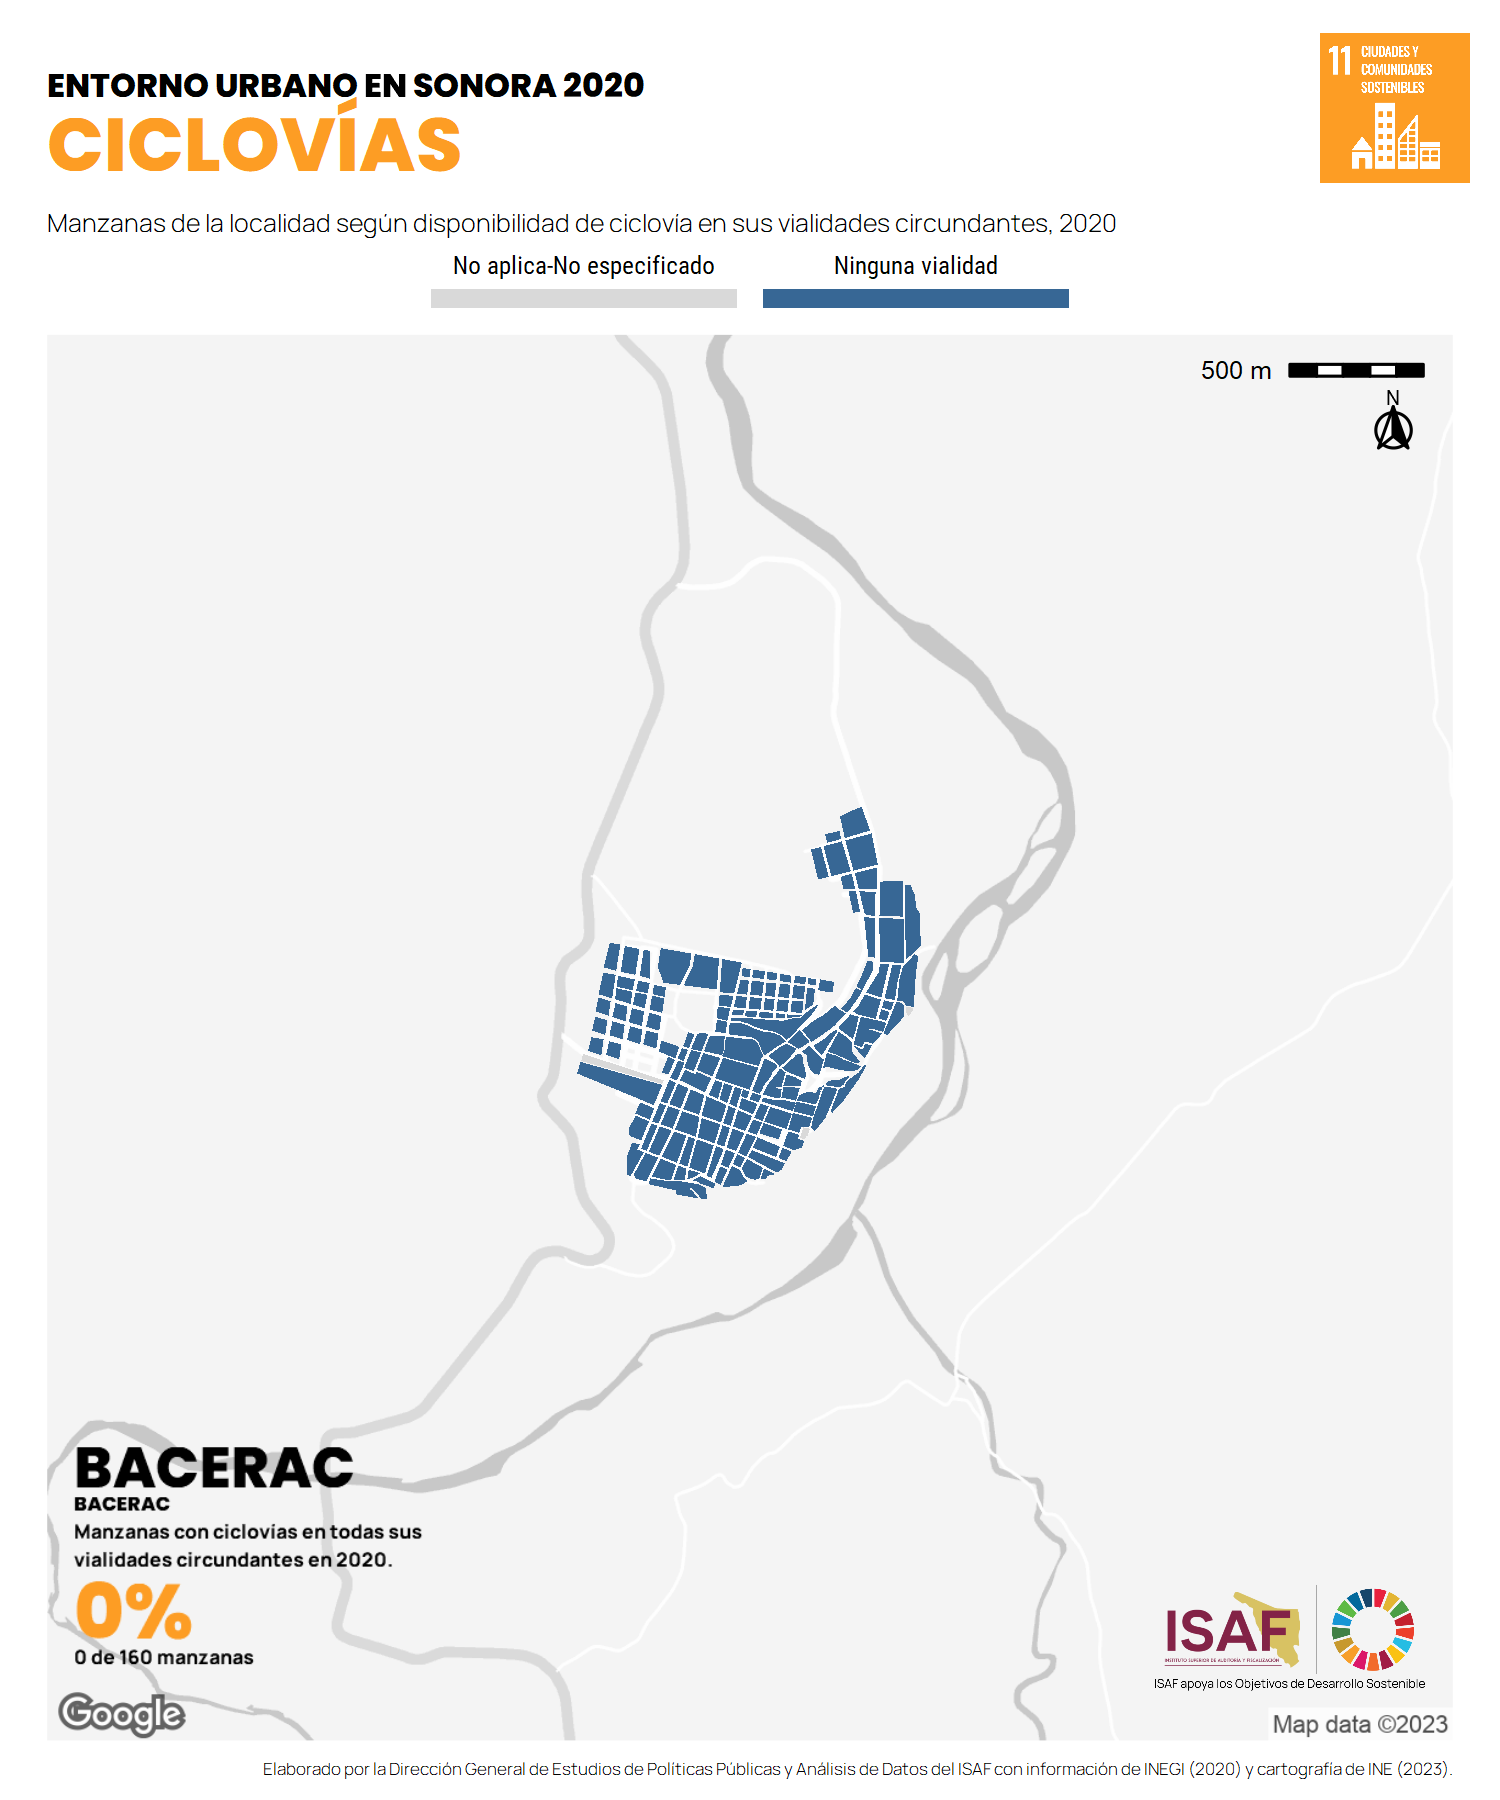 ENTORNO URBANO EN SONORA 2020
CICLOVÍAS
11 CIUDADES Y
COMUNIDADES
SOSTENIBLES
Manzanas de la localidad según disponibilidad de ciclovía en sus vialidades circundantes, 2020
No aplica-No especificado
Ninguna vialidad
500 m
N
BACERAC
BACERAC
Manzanas con ciclovias en todas sus
vialidades circundantes en 2020.
0%
0 de 160 manzanas
Google
ISAF
INSTITUTO SUPERIOR DE AUDITORÍA Y FISCALIZACIÓN
ISAF apoya los Objetivos de Desarrollo Sostenible
Map data ©2023
Elaborado por la Dirección General de Estudios de Políticas Públicas y Análisis de Datos del ISAF con información de INEGI (2020) y cartografía de INE (2023).